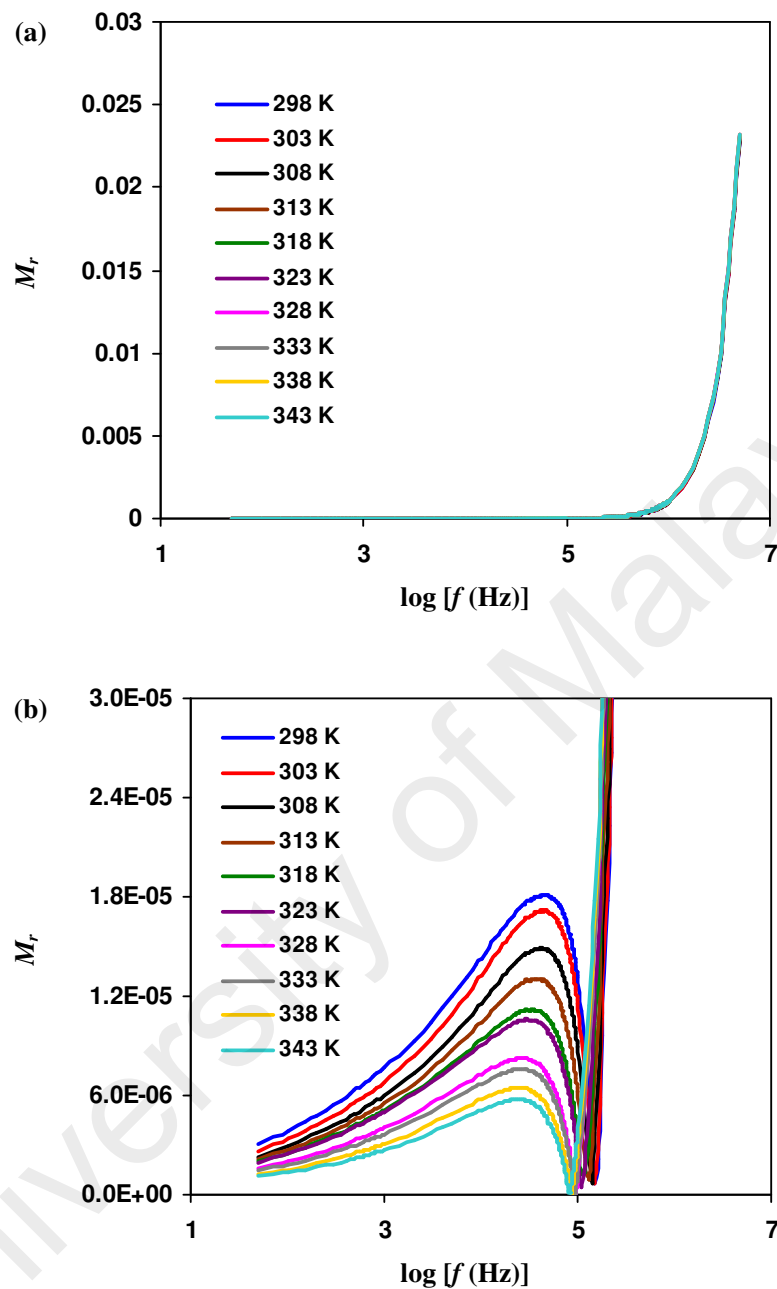 (a)
0.03
0.025
0.02
0.015
0.01
0.005
0
M_r
298 K
303 K
308 K
313 K
318 K
323 K
328 K
333 K
338 K
343 K
1 3 5 7
log [f (Hz)]
(b)
3.0E-05
2.4E-05
1.8E-05
1.2E-05
6.0E-06
0.0E+00
M_r
298 K
303 K
308 K
313 K
318 K
323 K
328 K
333 K
338 K
343 K
1 3 5 7
log [f (Hz)]
iversity of Malay